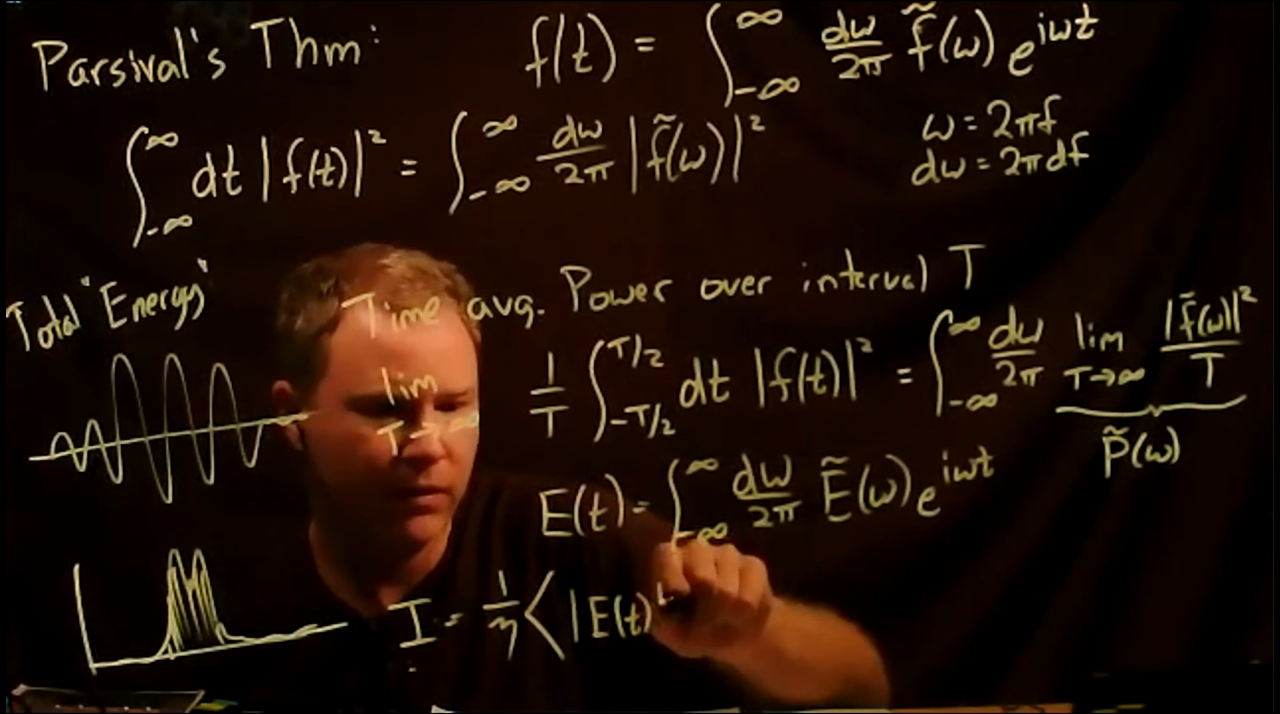 Parsival's Thm: f(t) = ∫_{-∞}^{∞} dω/2π f̃(ω) e^{iωt}
ω = 2πf
∫_{-∞}^{∞} dt |f(t)|² = ∫_{-∞}^{∞} dω/2π |f̃(ω)|²
dω = 2πdf
Total "Energy"
Time avg. Power over interval T
lim T→∞ 1/T ∫_{-T/2}^{T/2} dt |f(t)|² = ∫_{-∞}^{∞} dω/2π lim T→∞ |f̃(ω)|²/T
P̃(ω)
E(t) = ∫_{-∞}^{∞} dω/2π Ẽ(ω) e^{iωt}
I = 1/η ⟨|E(t)